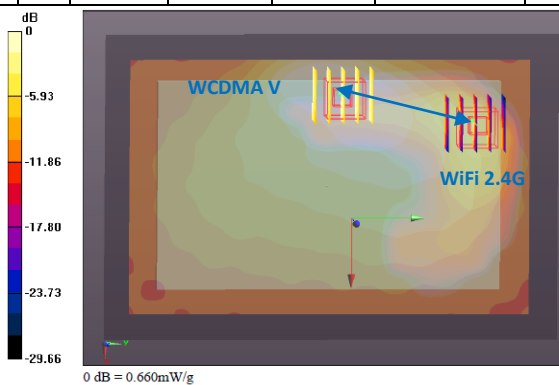 dB
0
-5.93
-11.86
-17.80
-23.73
-29.66
WCDMA V
WiFi 2.4G
Y
0 dB = 0.660mW/g